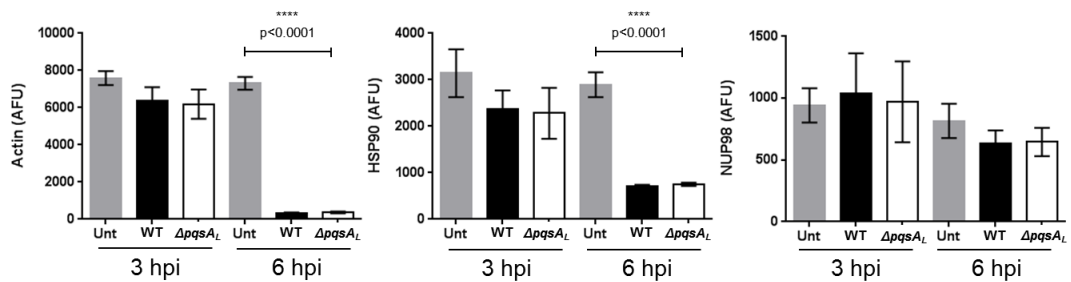 ****
p<0.0001
Actin (AFU)
10000
8000
6000
4000
2000
0
Unt WT ΔpqsAL Unt WT ΔpqsAL
3 hpi 6 hpi
****
p<0.0001
HSP90 (AFU)
4000
3000
2000
1000
0
Unt WT ΔpqsAL Unt WT ΔpqsAL
3 hpi 6 hpi
NUP98 (AFU)
1500
1000
500
0
Unt WT ΔpqsAL Unt WT ΔpqsAL
3 hpi 6 hpi